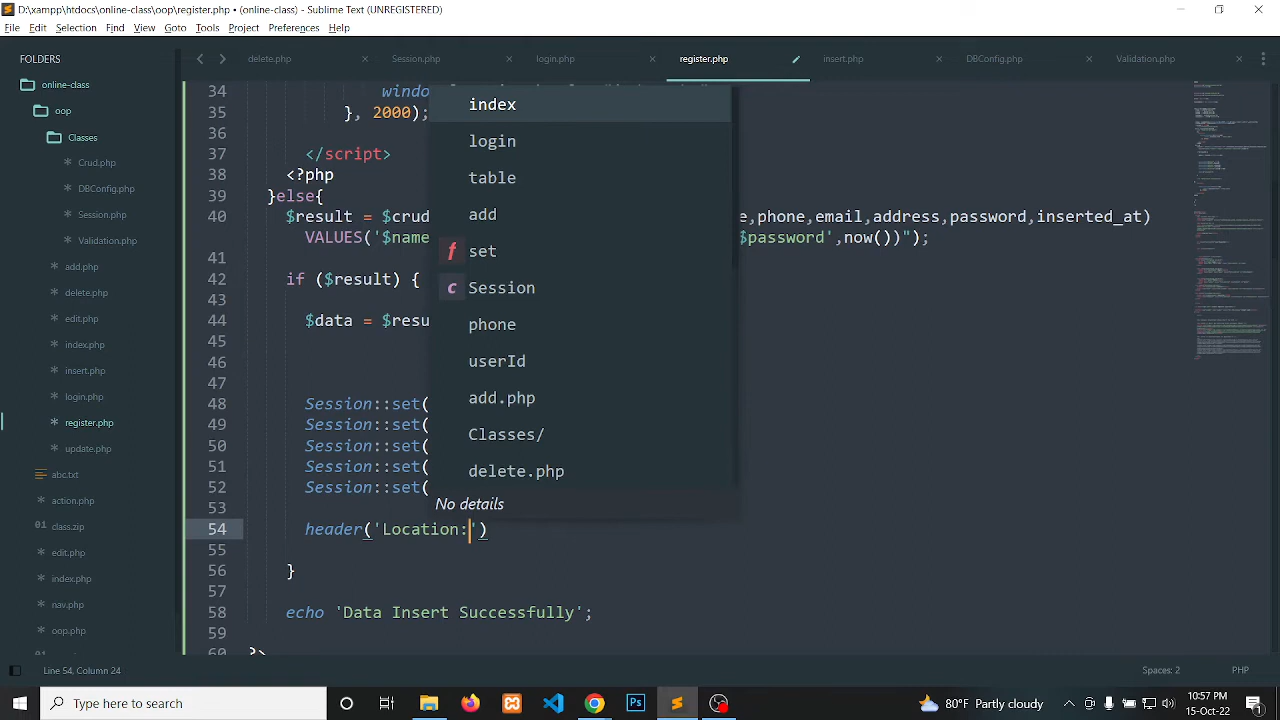 D:\xampp\htdocs\online-class\oop\register.php • (online-class) - Sublime Text (UNREGISTERED)
File Edit Selection Find View Goto Tools Project Preferences Help
FOLDERS
online-class
oop
Classes
Crud.php
DBConfig.php
Session.php
Validation.php
add.php
delete.php
edit.php
index.php
insert.php
login.php
register.php
update.php
abc.txt
action.php
class.zip
edit.php
index.php
nav.php
oop.php
delete.php Session.php login.php register.php insert.php DBConfig.php Validation.php
34 windo
35 }, 2000);
36
37 </script>
38 <?php
39 }else{
40 $result = $crud e,phone,email,address,password,inserted_at)
VALUES('$name $password',now())");
41
42 if ($result) {
43
44 $data = $resu
45
46
47
48 Session::set(
49 Session::set(
50 Session::set(
51 Session::set(
52 Session::set(
53
54 header('Location:')
55
56 }
57
58 echo 'Data Insert Successfully';
59
60 ?>
index
login
table
add
f set
c Session
phone
userId
add.php
Classes/
delete.php
No details
Line 54, Column 24
Spaces: 2 PHP
Type here to search
Ps
80°F Partly cloudy
10:57 PM
15-Oct-22